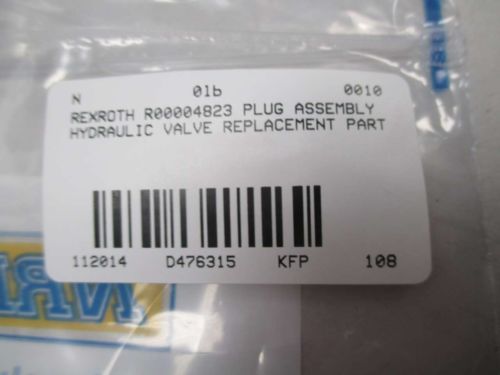 N 01b 0010
REXROTH R00004823 PLUG ASSEMBLY
HYDRAULIC VALVE REPLACEMENT PART
112014 D476315 KFP 108